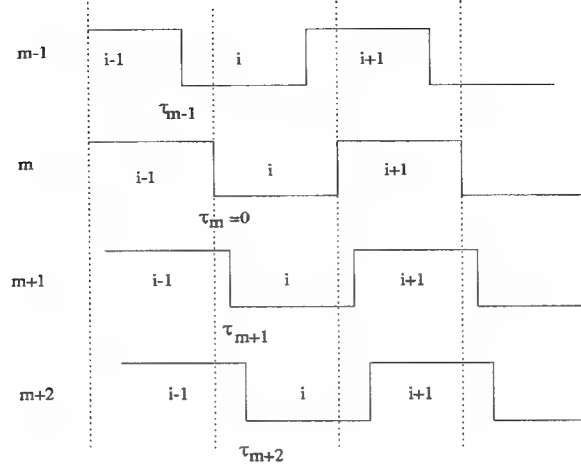 m-1 i-1 i i+1
τm-1
m i-1 i i+1
τm =0
m+1 i-1 i i+1
τm+1
m+2 i-1 i i+1
τm+2